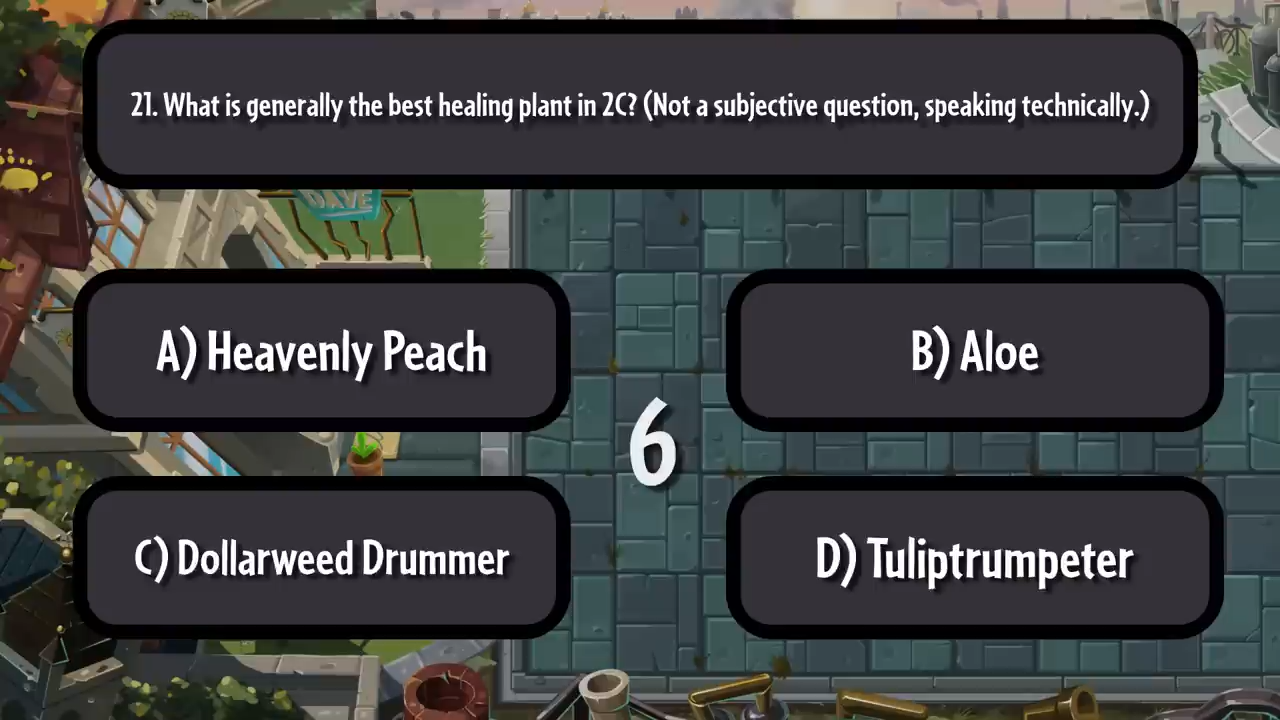 21. What is generally the best healing plant in 2C? (Not a subjective question, speaking technically.)
DAVE
A) Heavenly Peach
B) Aloe
6
C) Dollarweed Drummer
D) Tuliptrumpeter